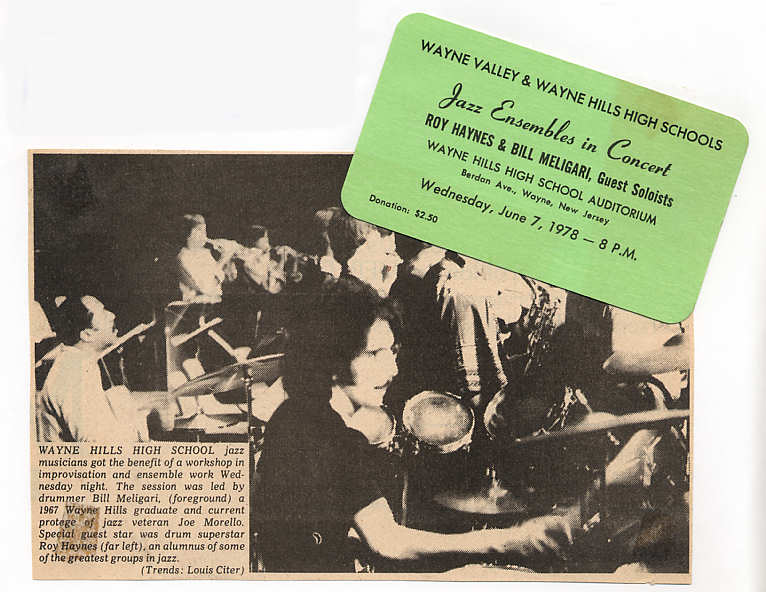 WAYNE VALLEY & WAYNE HILLS HIGH SCHOOLS
Jazz Ensembles in Concert
ROY HAYNES & BILL MELIGARI, Guest Soloists
WAYNE HILLS HIGH SCHOOL AUDITORIUM
Berdan Ave., Wayne, New Jersey
Wednesday, June 7, 1978 — 8 P.M.
Donation: $2.50
WAYNE HILLS HIGH SCHOOL jazz
musicians got the benefit of a workshop in
improvisation and ensemble work Wed-
nesday night. The session was led by
drummer Bill Meligari, (foreground) a
1967 Wayne Hills graduate and current
protege of jazz veteran Joe Morello.
Special guest star was drum superstar
Roy Haynes (far left), an alumnus of some
of the greatest groups in jazz.
(Trends: Louis Citer)